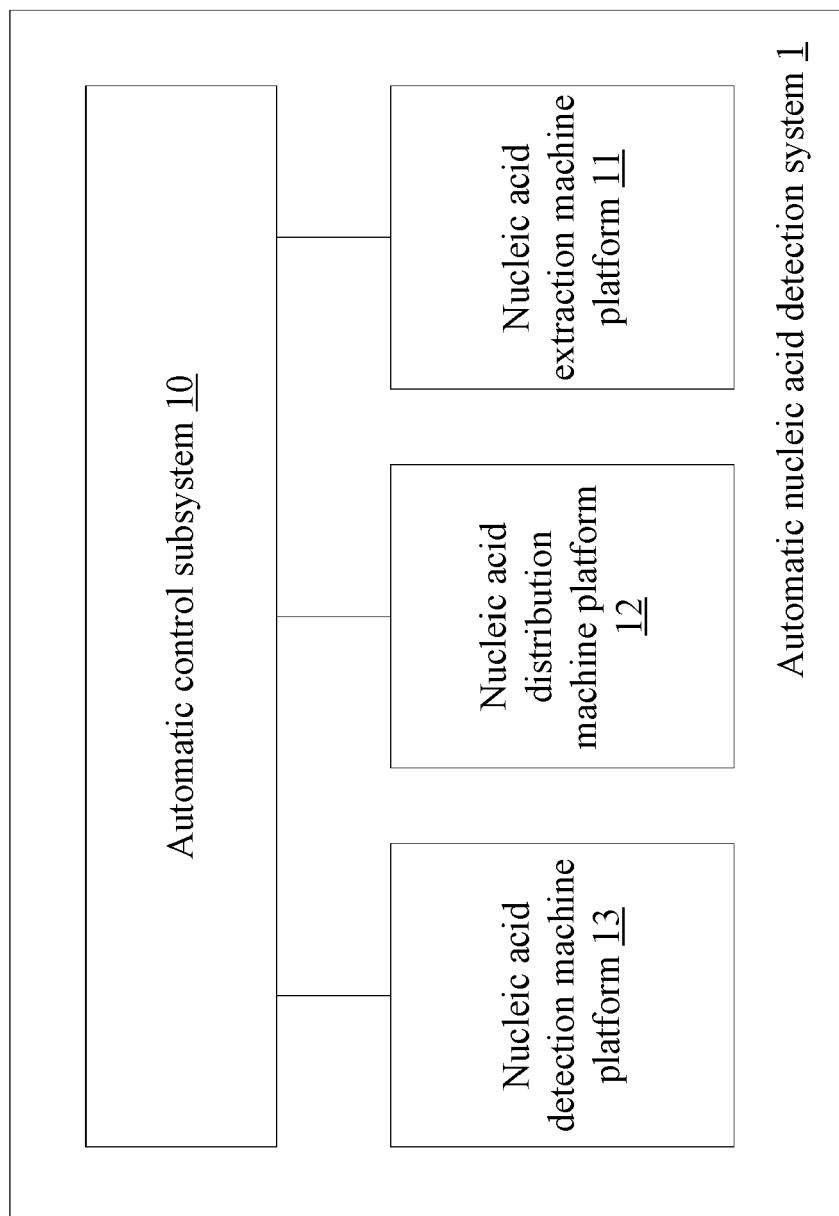 Automatic control subsystem 10
Nucleic acid
detection machine
platform 13
Nucleic acid
distribution
machine platform
12
Nucleic acid
extraction machine
platform 11
Automatic nucleic acid detection system 1